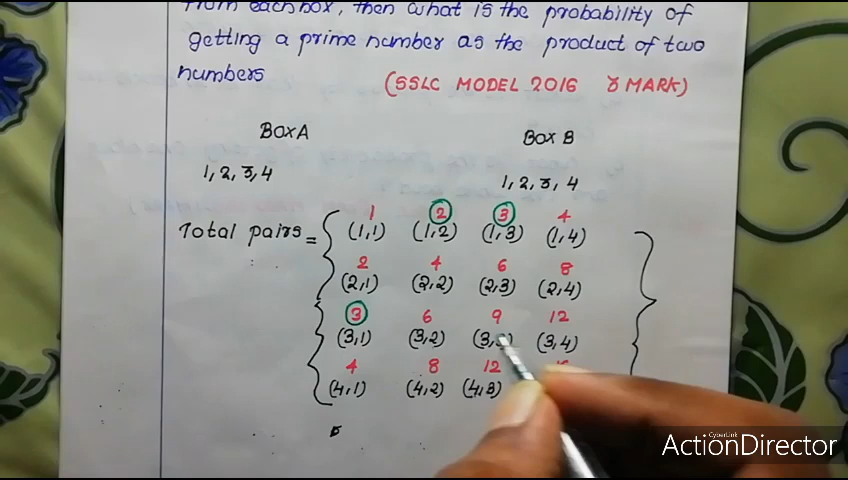 from each box, then what is the probability of
getting a prime number as the product of two
numbers
(SSLC MODEL 2016 8 MARK)
BOX A BOX B
1, 2, 3, 4 1, 2, 3, 4
1 2 3 4
Total pairs = { (1,1) (1,2) (1,3) (1,4) }
2 4 6 8
(2,1) (2,2) (2,3) (2,4)
3 6 9 12
(3,1) (3,2) (3,3) (3,4)
4 8 12
(4,1) (4,2) (4,3)
CyberLink
ActionDirector